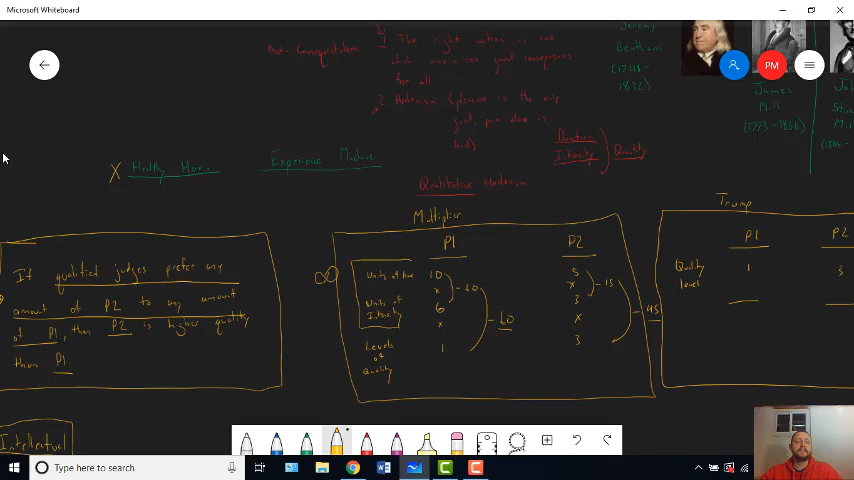 Microsoft Whiteboard
PM
Act- Consequentialism
1. The right action is one
which maximizes good consequences
for all
2. Hedonism (pleasure is the only
good, pain alone is
bad)
Duration
Intensity
Quantity
Jeremy
Bentham
(1748-
1832)
James
Mill
(1773-1836)
(1806-
X
Experience Machine
Qualitative Hedonism
If qualified judges prefer any
amount of P2 to any amount
of P1, then P2 is higher quality
than P1
Intellectual
Multiplier
P1 P2
∞
Units of time 10 5
x x
60 15
Units of Intensity 6 3
x x
60 45
Levels of Quality 1 3
Trump
P1 P2
Quality level 1 3
Type here to search